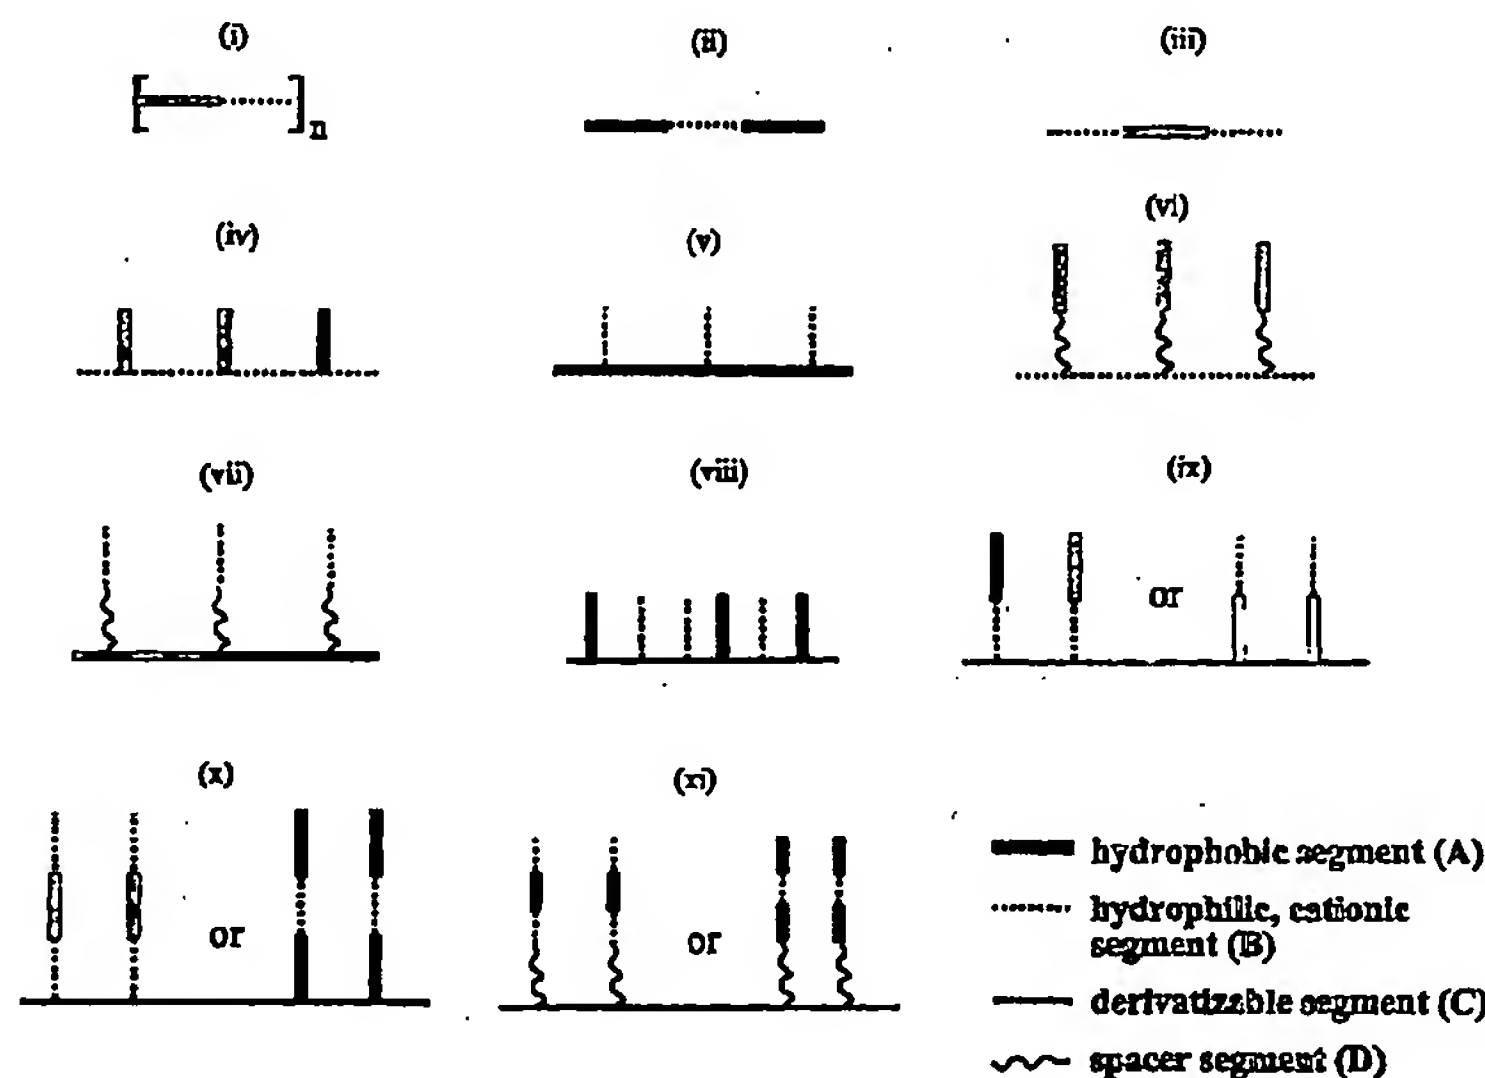 (i)
(ii)
(iii)
n
(iv)
(v)
(vi)
(vii)
(viii)
(ix)
or
(x)
(xi)
or
or
hydrophobic segment (A)
hydrophilic, cationic
segment (B)
derivatizable segment (C)
spacer segment (D)